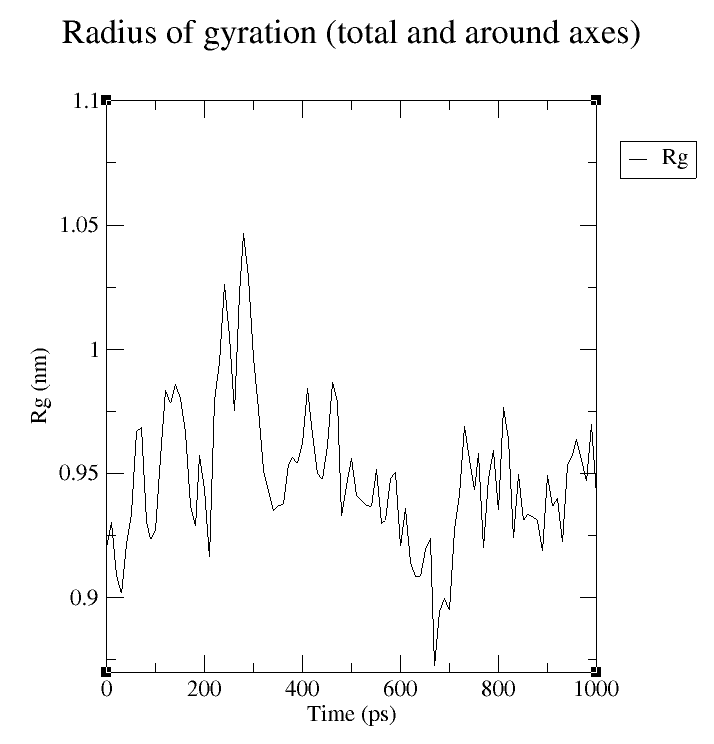 Radius of gyration (total and around axes)
1.1
1.05
1
0.95
0.9
Rg (nm)
0 200 400 600 800 1000
Time (ps)
Rg